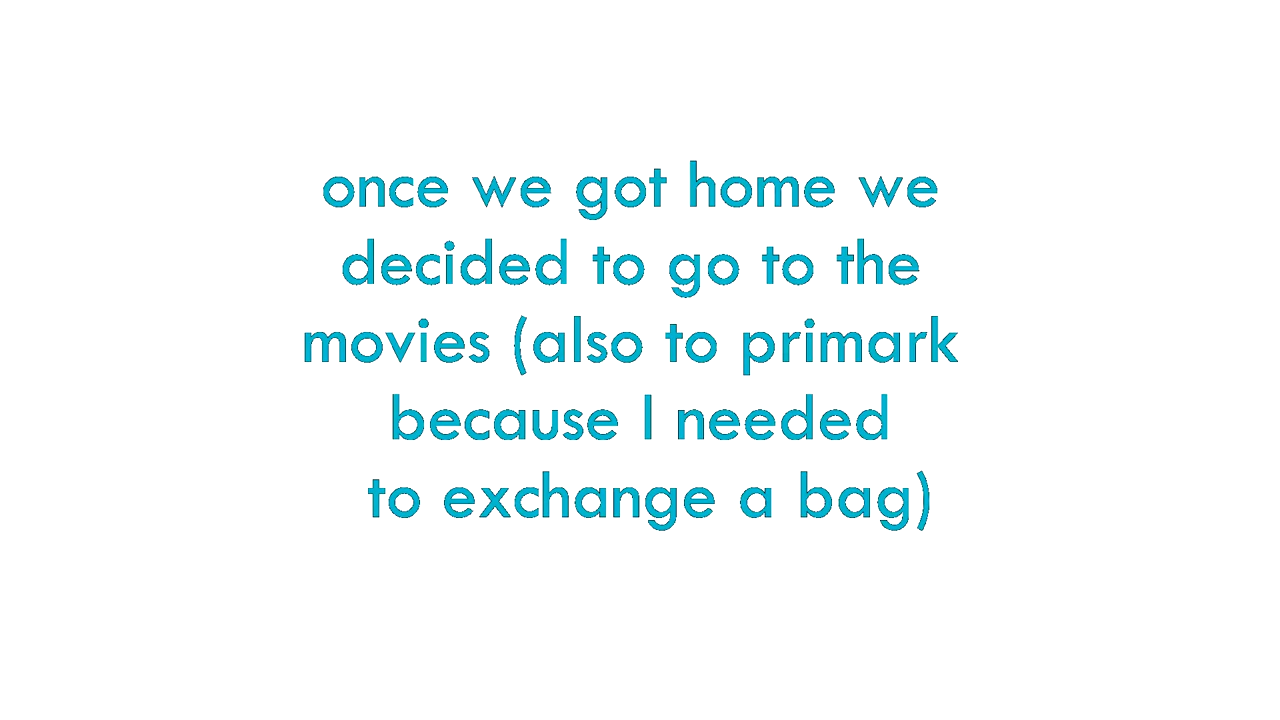 once we got home we
decided to go to the
movies (also to primark
because I needed
to exchange a bag)